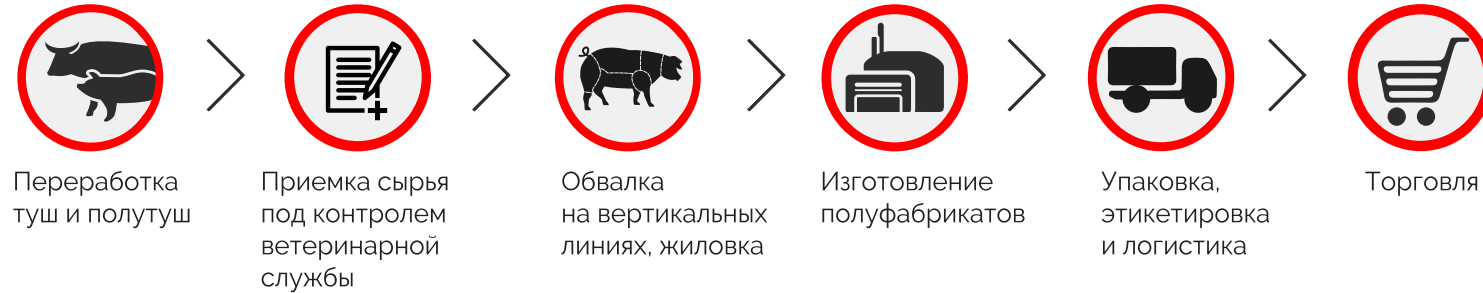 Переработка
туш и полутуш
Приемка сырья
под контролем
ветеринарной
службы
Обвалка
на вертикальных
линиях, жиловка
Изготовление
полуфабрикатов
Упаковка,
этикетировка
и логистика
Торговля